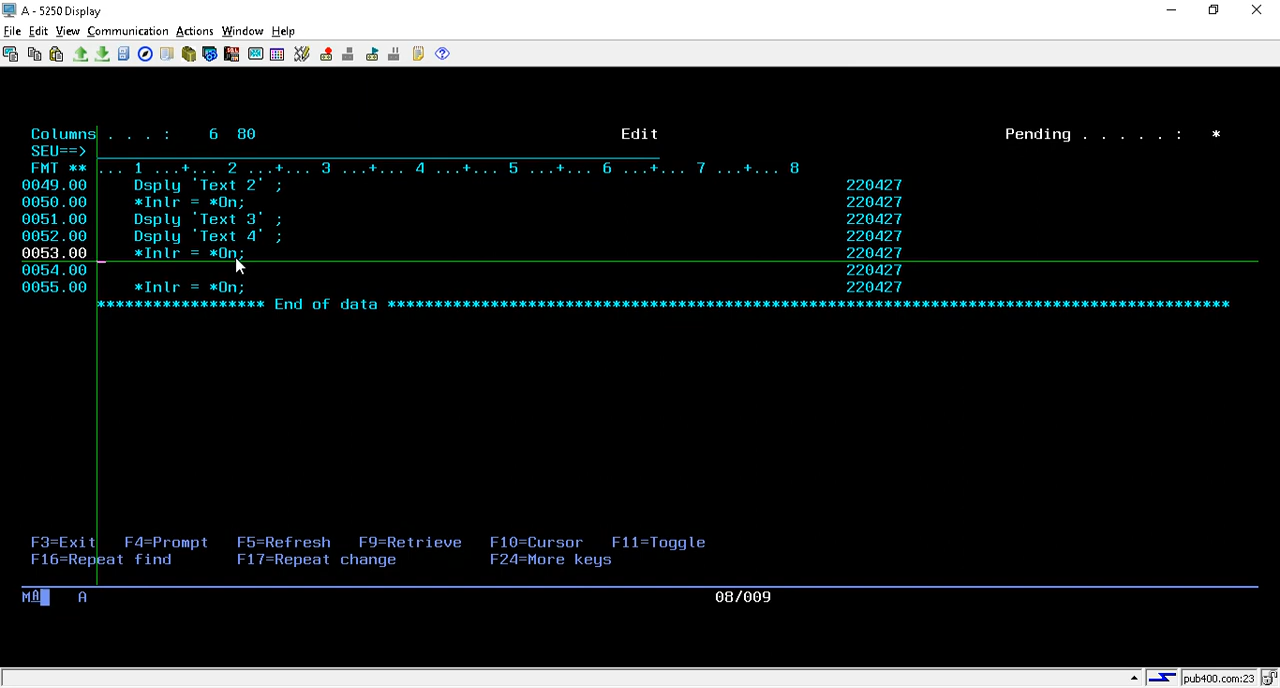 A - 5250 Display
File Edit View Communication Actions Window Help
Columns . . . : 6 80 Edit Pending . . . . . : *
SEU==>
FMT ** ... 1 ...+... 2 ...+... 3 ...+... 4 ...+... 5 ...+... 6 ...+... 7 ...+... 8
0049.00 Dsply 'Text 2' ; 220427
0050.00 *Inlr = *On; 220427
0051.00 Dsply 'Text 3' ; 220427
0052.00 Dsply 'Text 4' ; 220427
0053.00 *Inlr = *On; 220427
0054.00 220427
0055.00 *Inlr = *On; 220427
****************** End of data ******************************************************************************************
F3=Exit F4=Prompt F5=Refresh F9=Retrieve F10=Cursor F11=Toggle
F16=Repeat find F17=Repeat change F24=More keys
MA A 08/009
pub400.com:23